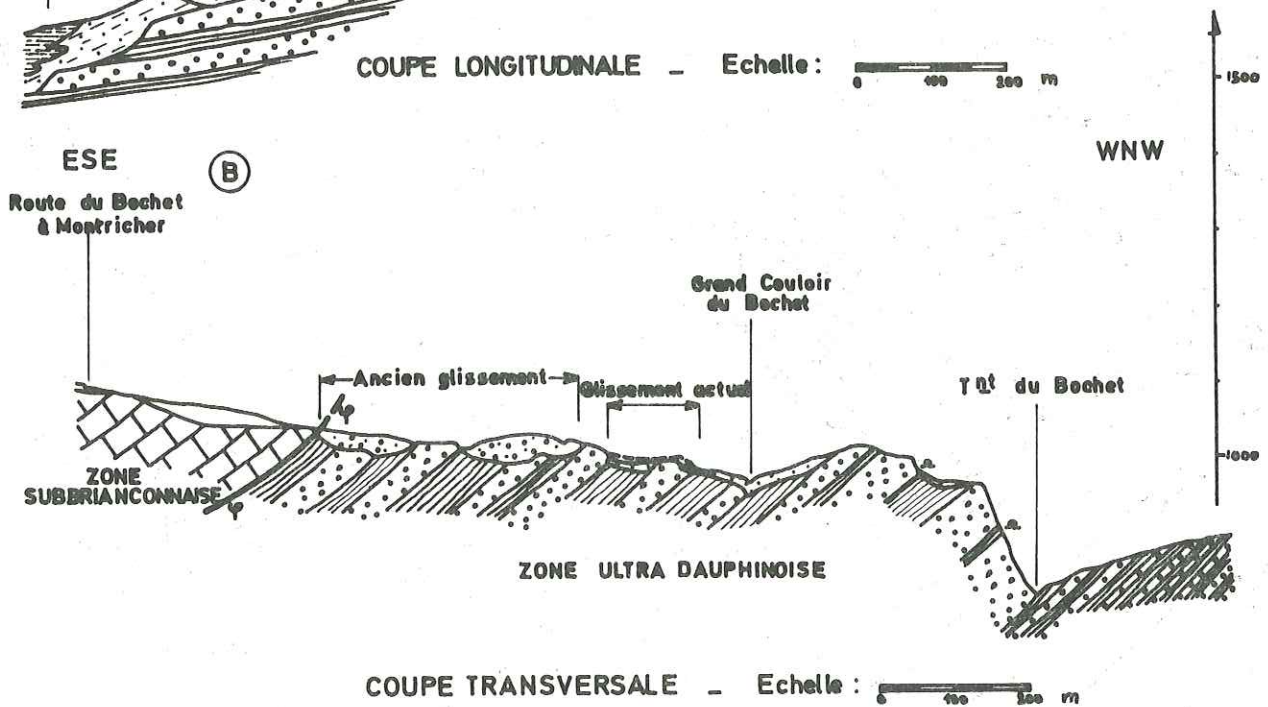 COUPE LONGITUDINALE _ Echelle :
0 100 200 m
1500
ESE
B
WNW
Route du Bochet
à Montricher
Grand Couloir
du Bochet
Ancien glissement
Glissement actuel
Tnt du Bochet
φ
1000
ZONE
SUBBRIANCONNAISE
φ
ZONE ULTRA DAUPHINOISE
COUPE TRANSVERSALE _ Echelle :
0 100 200 m